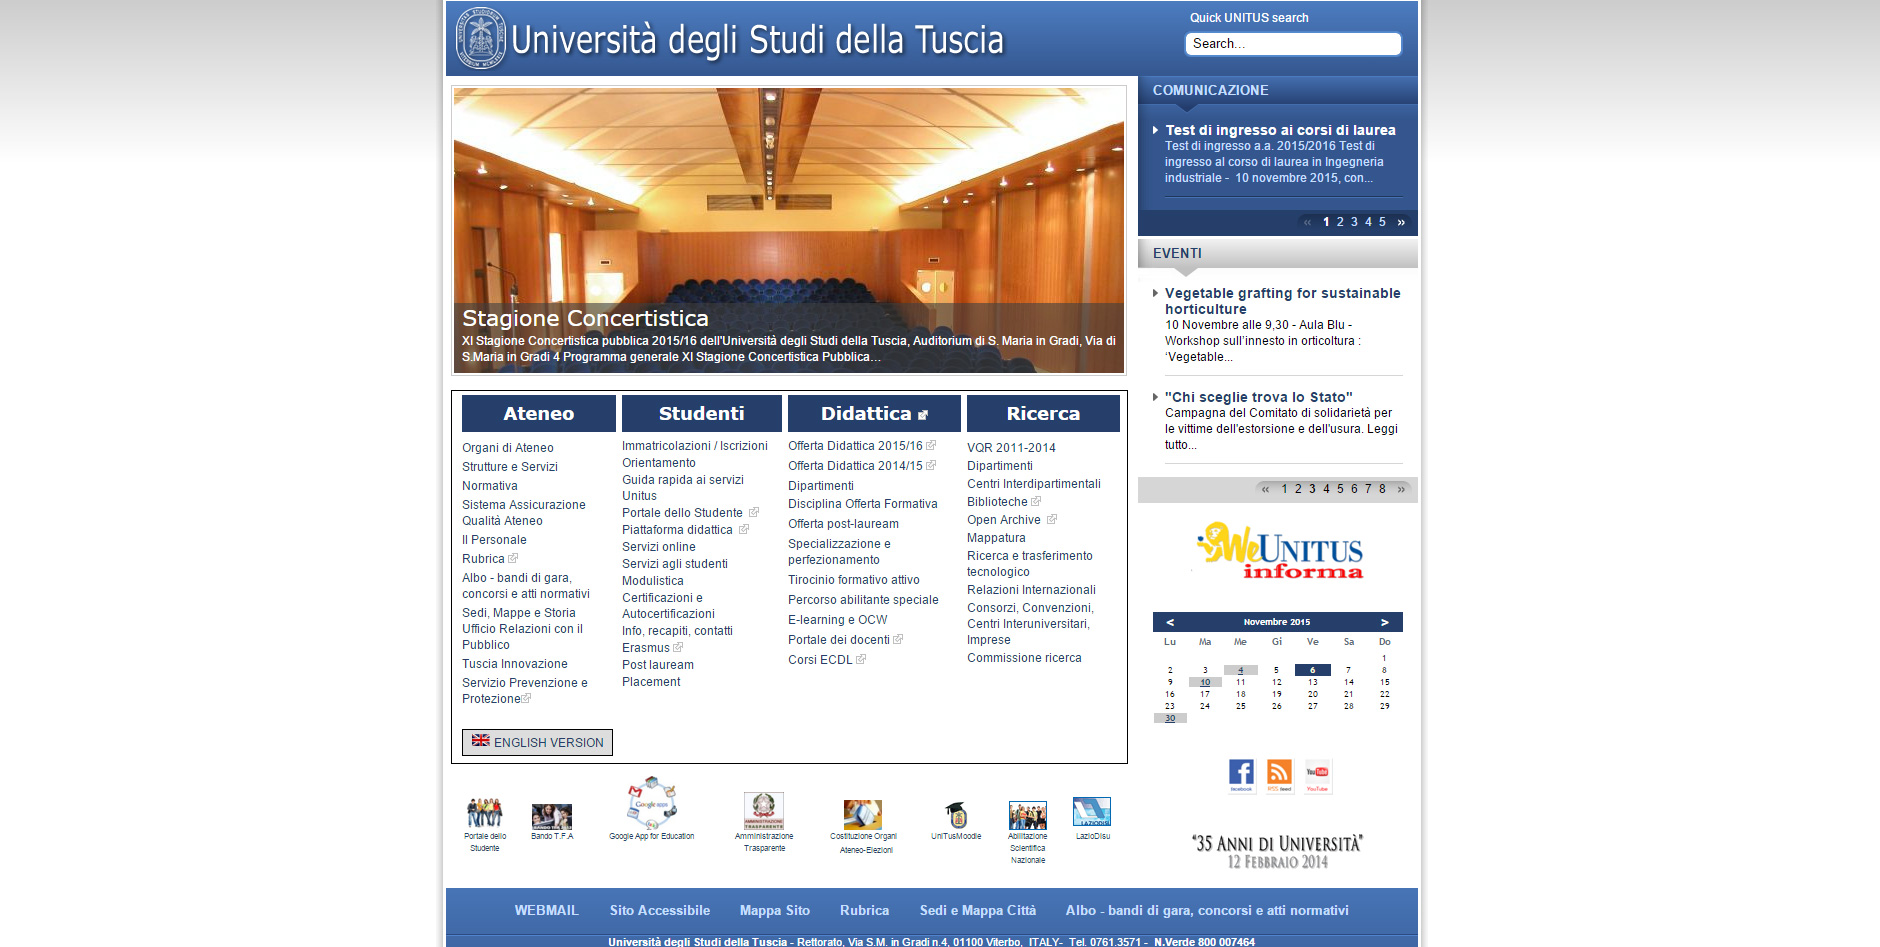 Università degli Studi della Tuscia
Quick UNITUS search
Search...
Stagione Concertistica
XI Stagione Concertistica pubblica 2015/16 dell'Università degli Studi della Tuscia, Auditorium di S. Maria in Gradi, Via di
S.Maria in Gradi 4 Programma generale XI Stagione Concertistica Pubblica...
COMUNICAZIONE
Test di ingresso ai corsi di laurea
Test di ingresso a.a. 2015/2016 Test di
ingresso al corso di laurea in Ingegneria
industriale - 10 novembre 2015, con...
« 1 2 3 4 5 »
EVENTI
Vegetable grafting for sustainable
horticulture
10 Novembre alle 9,30 - Aula Blu -
Workshop sull'innesto in orticoltura :
‘Vegetable...
"Chi sceglie trova lo Stato"
Campagna del Comitato di solidarietà per
le vittime dell'estorsione e dell'usura. Leggi
tutto...
« 1 2 3 4 5 6 7 8 »
Ateneo
Organi di Ateneo
Strutture e Servizi
Normativa
Sistema Assicurazione
Qualità Ateneo
Il Personale
Rubrica
Albo - bandi di gara,
concorsi e atti normativi
Sedi, Mappe e Storia
Ufficio Relazioni con il
Pubblico
Tuscia Innovazione
Servizio Prevenzione e
Protezione
Studenti
Immatricolazioni / Iscrizioni
Orientamento
Guida rapida ai servizi
Unitus
Portale dello Studente
Piattaforma didattica
Servizi online
Servizi agli studenti
Modulistica
Certificazioni e
Autocertificazioni
Info, recapiti, contatti
Erasmus
Post lauream
Placement
Didattica
Offerta Didattica 2015/16
Offerta Didattica 2014/15
Dipartimenti
Disciplina Offerta Formativa
Offerta post-lauream
Specializzazione e
perfezionamento
Tirocinio formativo attivo
Percorso abilitante speciale
E-learning e OCW
Portale dei docenti
Corsi ECDL
Ricerca
VQR 2011-2014
Dipartimenti
Centri Interdipartimentali
Biblioteche
Open Archive
Mappatura
Ricerca e trasferimento
tecnologico
Relazioni Internazionali
Consorzi, Convenzioni,
Centri Interuniversitari,
Imprese
Commissione ricerca
ENGLISH VERSION
WeUNITUS
informa
< Novembre 2015 >
Lu Ma Me Gi Ve Sa Do
1
2 3 4 5 6 7 8
9 10 11 12 13 14 15
16 17 18 19 20 21 22
23 24 25 26 27 28 29
30
facebook
RSS feed
You Tube
YouTube
"35 ANNI DI UNIVERSITÀ"
12 FEBBRAIO 2014
Portale dello
Studente
Bando T.F.A
Google apps
Google App for Education
AMMINISTRAZIONE
TRASPARENTE
Amministrazione
Trasparente
Costituzione Organi
Ateneo-Elezioni
UniTusMoodle
Abilitazione
Scientifica
Nazionale
LAZIODISU
LazioDisu
WEBMAIL Sito Accessibile Mappa Sito Rubrica Sedi e Mappa Città Albo - bandi di gara, concorsi e atti normativi
Università degli Studi della Tuscia - Rettorato, Via S.M. in Gradi n.4, 01100 Viterbo, ITALY- Tel. 0761.3571 - N.Verde 800 007464